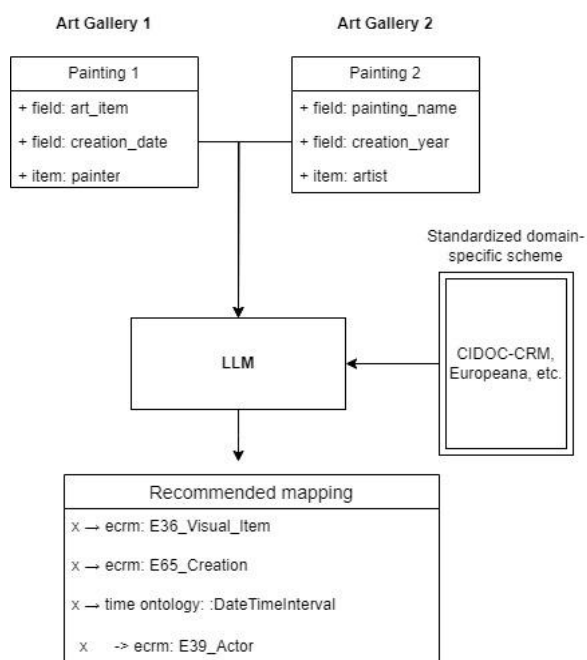 Art Gallery 1
Art Gallery 2
Painting 1
+ field: art_item
+ field: creation_date
+ item: painter
Painting 2
+ field: painting_name
+ field: creation_year
+ item: artist
Standardized domain-
specific scheme
CIDOC-CRM,
Europeana, etc.
LLM
Recommended mapping
x → ecrm: E36_Visual_Item
x → ecrm: E65_Creation
x → time ontology: :DateTimeInterval
x -> ecrm: E39_Actor